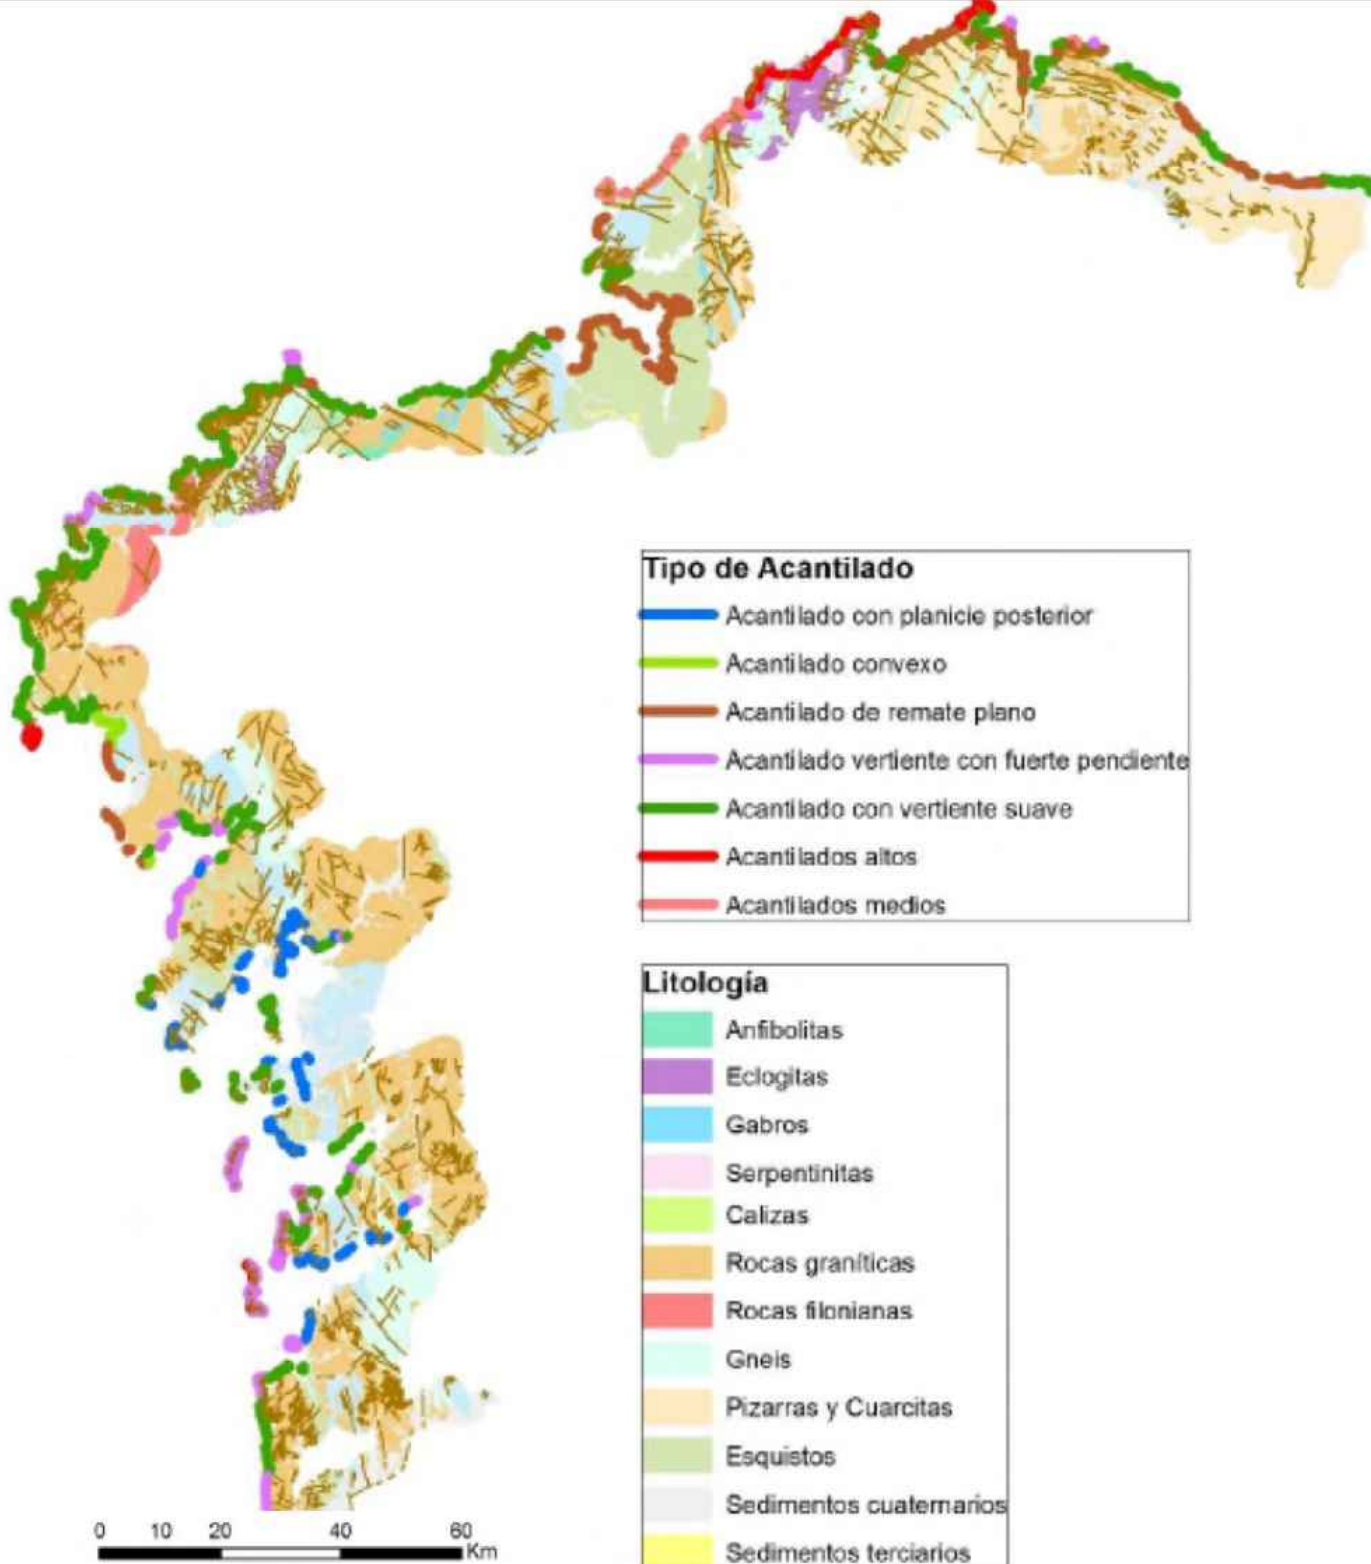 Tipo de Acantilado
Acantilado con planicie posterior
Acantilado convexo
Acantilado de remate plano
Acantilado vertiente con fuerte pendiente
Acantilado con vertiente suave
Acantilados altos
Acantilados medios
Litología
Anfibolitas
Eclogitas
Gabros
Serpentinitas
Calizas
Rocas graníticas
Rocas filonianas
Gneis
Pizarras y Cuarcitas
Esquistos
Sedimentos cuaternarios
Sedimentos terciarios
0 10 20 40 60
Km